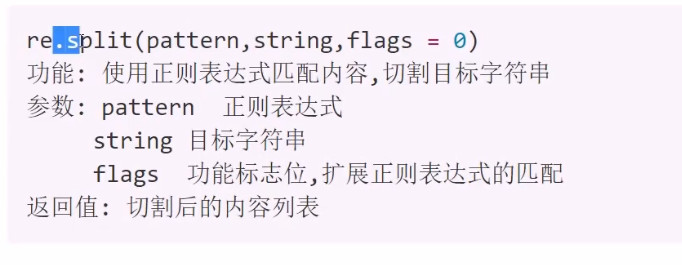 re.split(pattern,string,flags = 0)
功能: 使用正则表达式匹配内容,切割目标字符串
参数: pattern 正则表达式
string 目标字符串
flags 功能标志位,扩展正则表达式的匹配
返回值: 切割后的内容列表